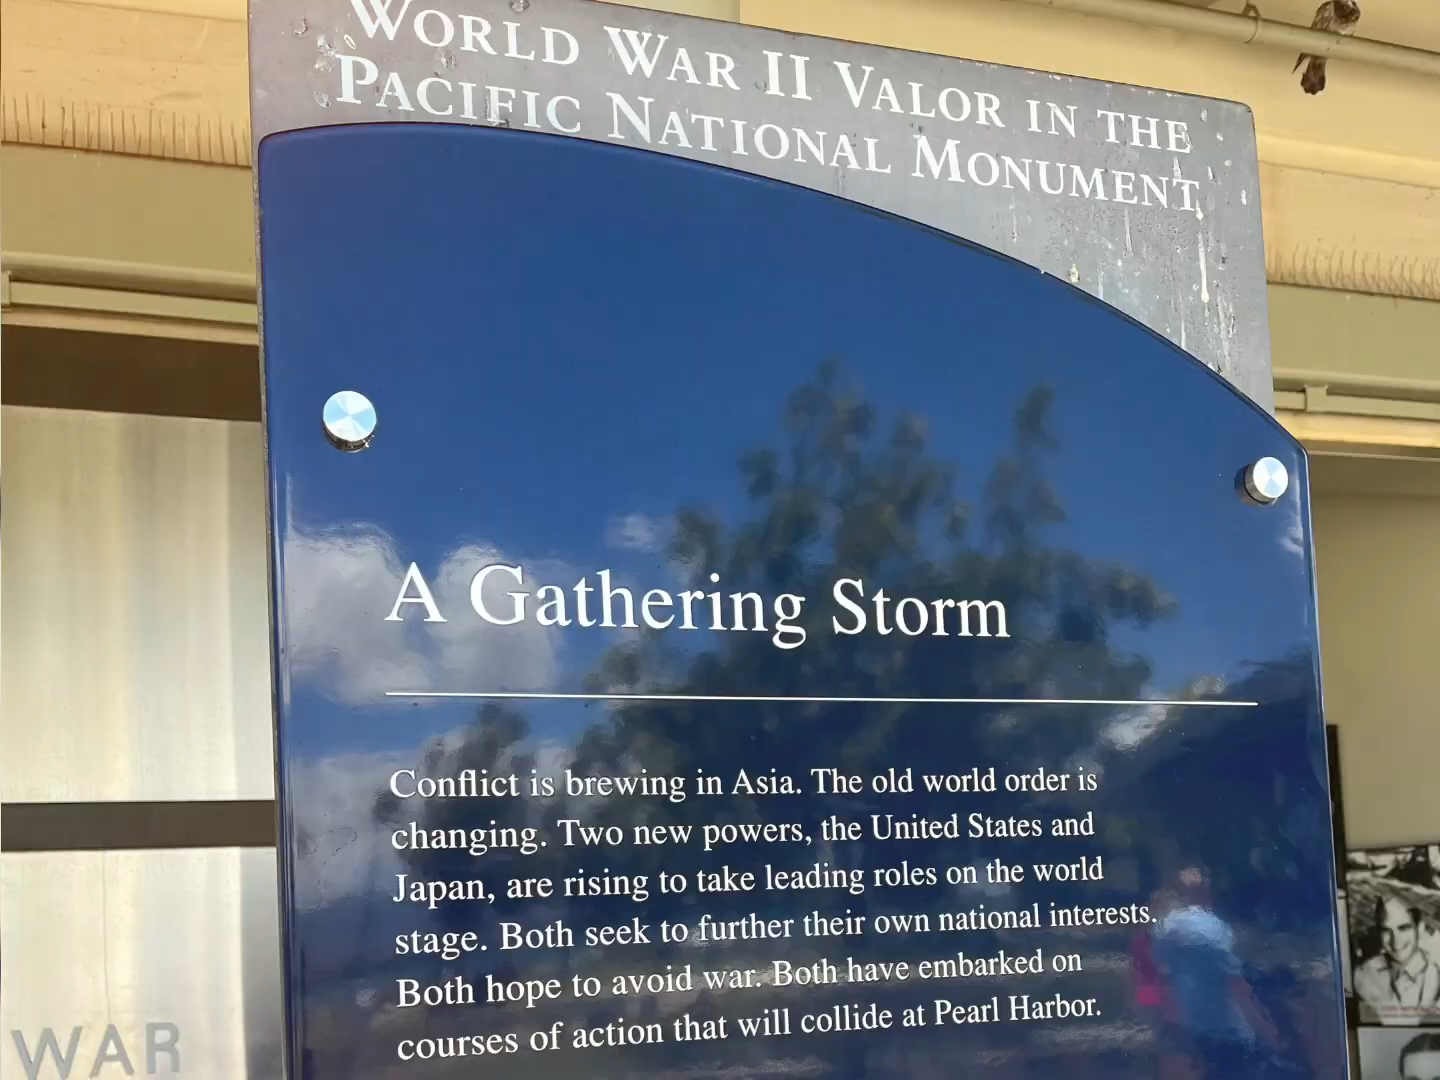 WORLD WAR II VALOR IN THE
PACIFIC NATIONAL MONUMENT
A Gathering Storm
Conflict is brewing in Asia. The old world order is
changing. Two new powers, the United States and
Japan, are rising to take leading roles on the world
stage. Both seek to further their own national interests.
Both hope to avoid war. Both have embarked on
courses of action that will collide at Pearl Harbor.
WAR